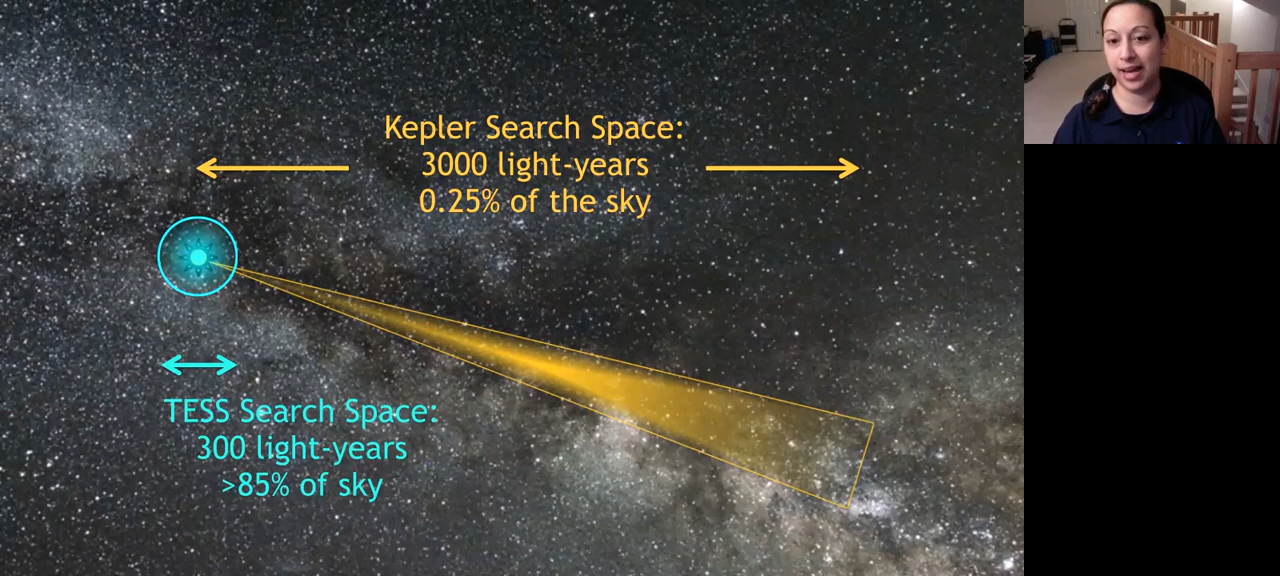 Kepler Search Space:
3000 light-years
0.25% of the sky
TESS Search Space:
300 light-years
>85% of sky